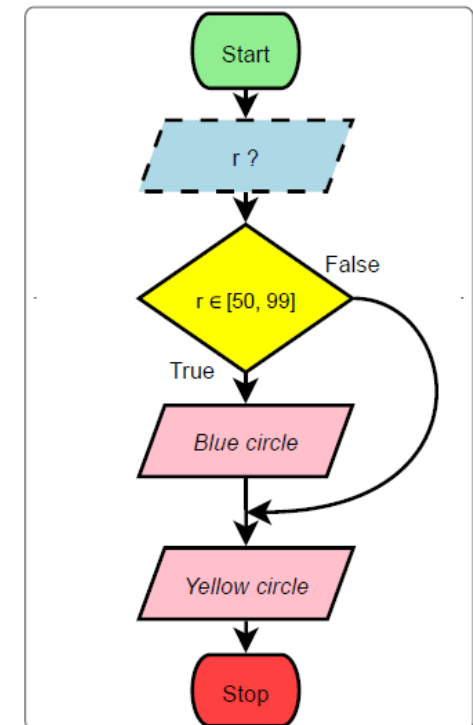 Start
r ?
False
r ∈ [50, 99]
True
Blue circle
Yellow circle
Stop